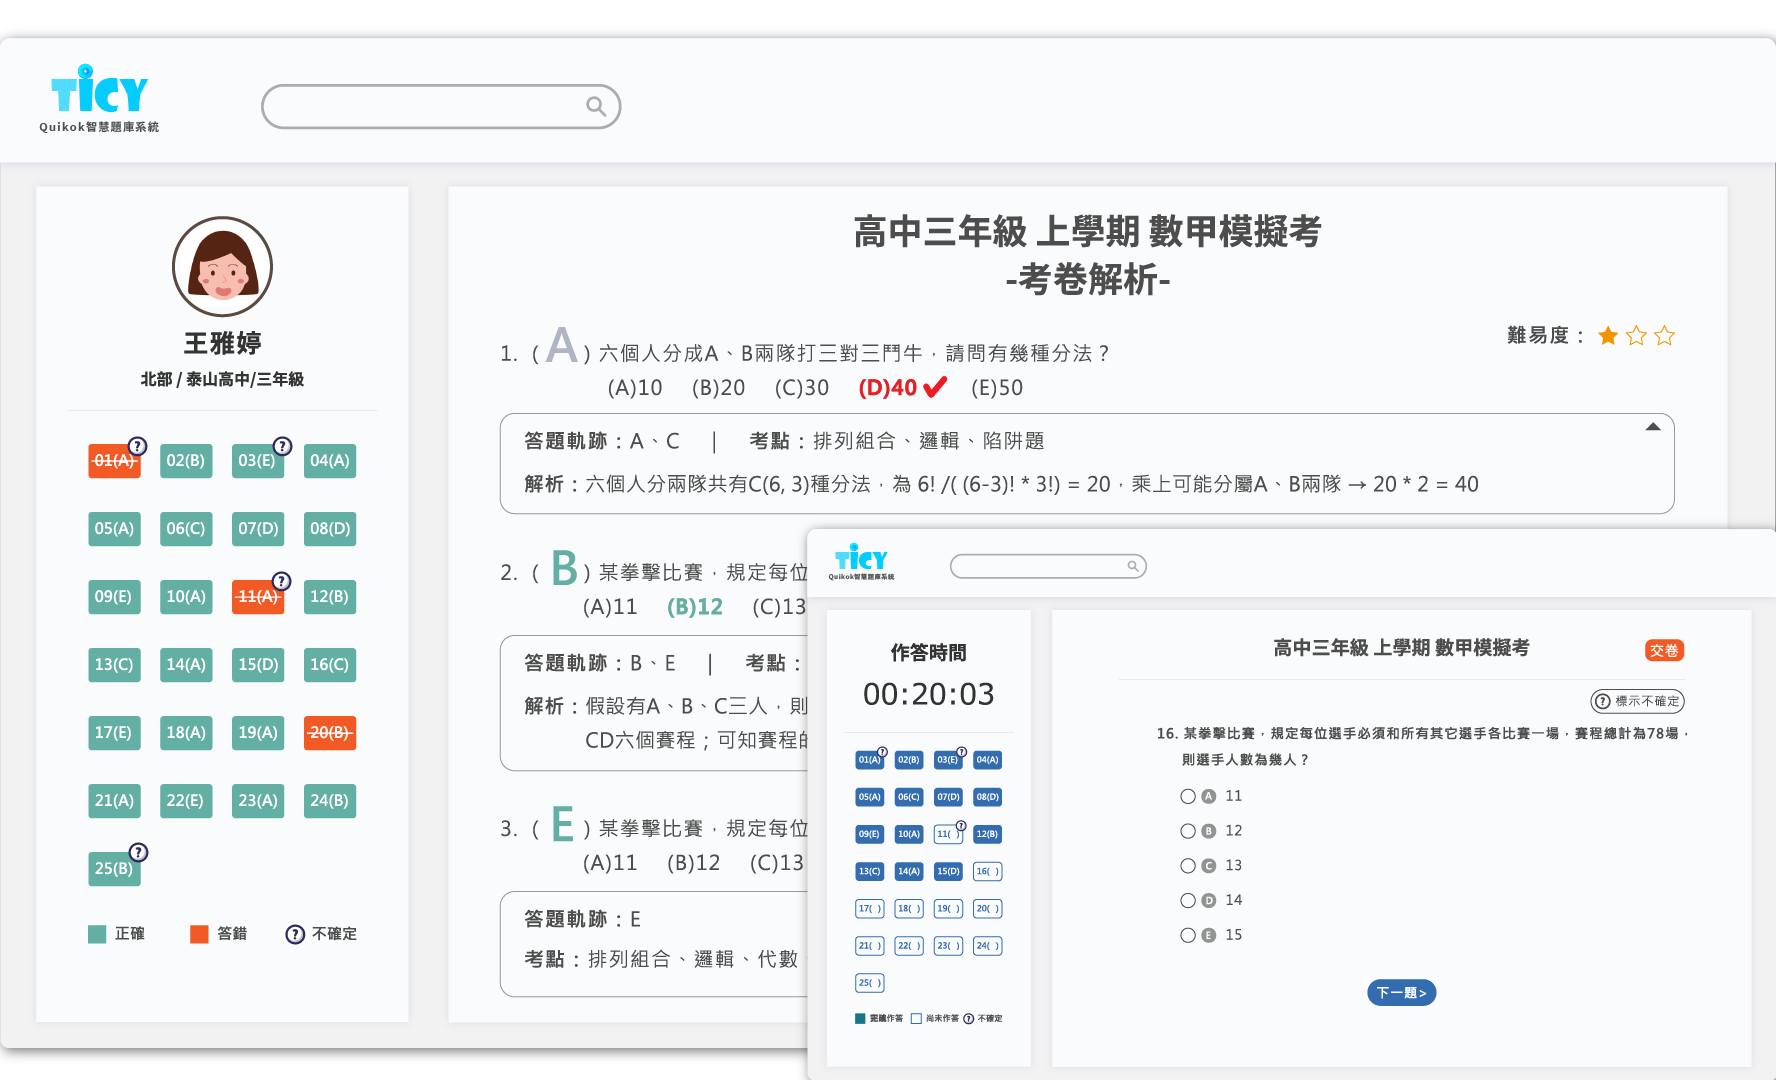 TiCY
Quikok智慧題庫系統
王雅婷
北部 / 泰山高中/三年級
01(A) ? 02(B) 03(E) ? 04(A)
05(A) 06(C) 07(D) 08(D)
09(E) 10(A) 11(A) ? 12(B)
13(C) 14(A) 15(D) 16(C)
17(E) 18(A) 19(A) 20(B)
21(A) 22(E) 23(A) 24(B)
25(B) ?
正確 答錯 ? 不確定
高中三年級 上學期 數甲模擬考
-考卷解析-
難易度：
1. ( A ) 六個人分成A、B兩隊打三對三鬥牛，請問有幾種分法？
(A)10 (B)20 (C)30 (D)40 (E)50
答題軌跡：A、C | 考點：排列組合、邏輯、陷阱題
解析：六個人分兩隊共有C(6, 3)種分法，為 6! /( (6-3)! * 3!) = 20，乘上可能分屬A、B兩隊 → 20 * 2 = 40
2. ( B ) 某拳擊比賽，規定每位
(A)11 (B)12 (C)13
答題軌跡：B、E | 考點：
解析：假設有A、B、C三人，則
CD六個賽程；可知賽程的
3. ( E ) 某拳擊比賽，規定每位
(A)11 (B)12 (C)13
答題軌跡：E
考點：排列組合、邏輯、代數
TiCY
Quikok智慧題庫系統
作答時間
00:20:03
01(A) ? 02(B) 03(E) ? 04(A)
05(A) 06(C) 07(D) 08(D)
09(E) 10(A) 11( ) ? 12(B)
13(C) 14(A) 15(D) 16( )
17( ) 18( ) 19( ) 20( )
21( ) 22( ) 23( ) 24( )
25( )
作答 尚未作答 ? 不確定
高中三年級 上學期 數甲模擬考
交卷
? 標示不確定
16. 某拳擊比賽，規定每位選手必須和所有其它選手各比賽一場，賽程總計為78場，
則選手人數為幾人？
A 11
B 12
C 13
D 14
E 15
下一題>